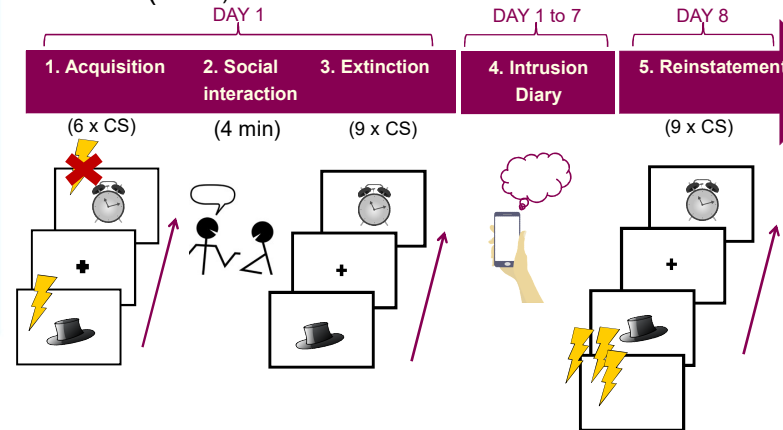 DAY 1
DAY 1 to 7
DAY 8
1. Acquisition
2. Social
interaction
3. Extinction
4. Intrusion
Diary
5. Reinstatement
(6 x CS)
(4 min)
(9 x CS)
(9 x CS)